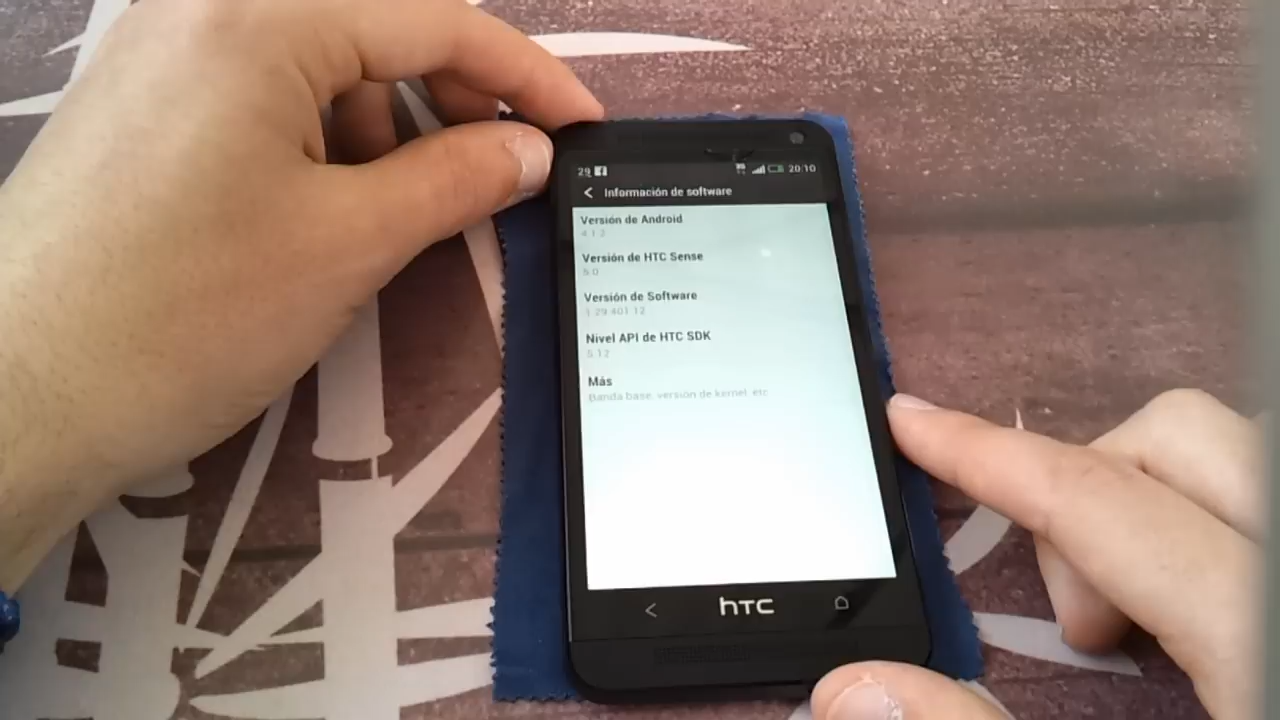 29 20:10
Información de software
Versión de Android
4.1.2
Versión de HTC Sense
5.0
Versión de Software
1.29.401.12
Nivel API de HTC SDK
5.12
Más
Banda base, versión de kernel, etc
hTC